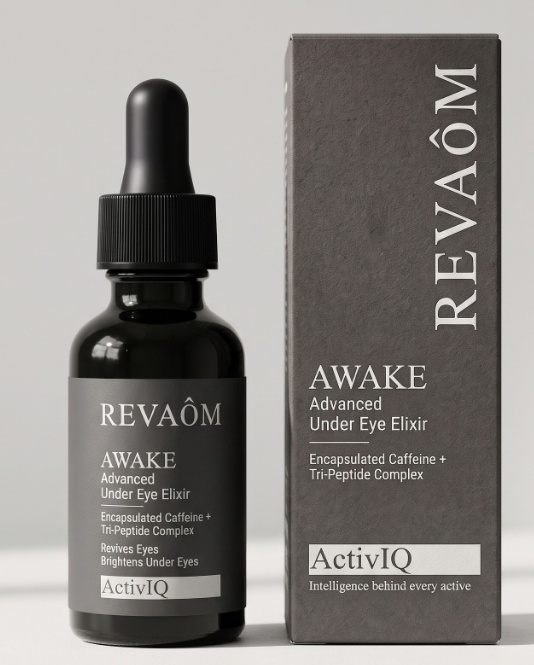 REVAÔM
AWAKE
Advanced
Under Eye Elixir
Encapsulated Caffeine +
Tri-Peptide Complex
Revives Eyes
Brightens Under Eyes
ActivIQ
REVAÔM
AWAKE
Advanced
Under Eye Elixir
Encapsulated Caffeine +
Tri-Peptide Complex
ActivIQ
Intelligence behind every active